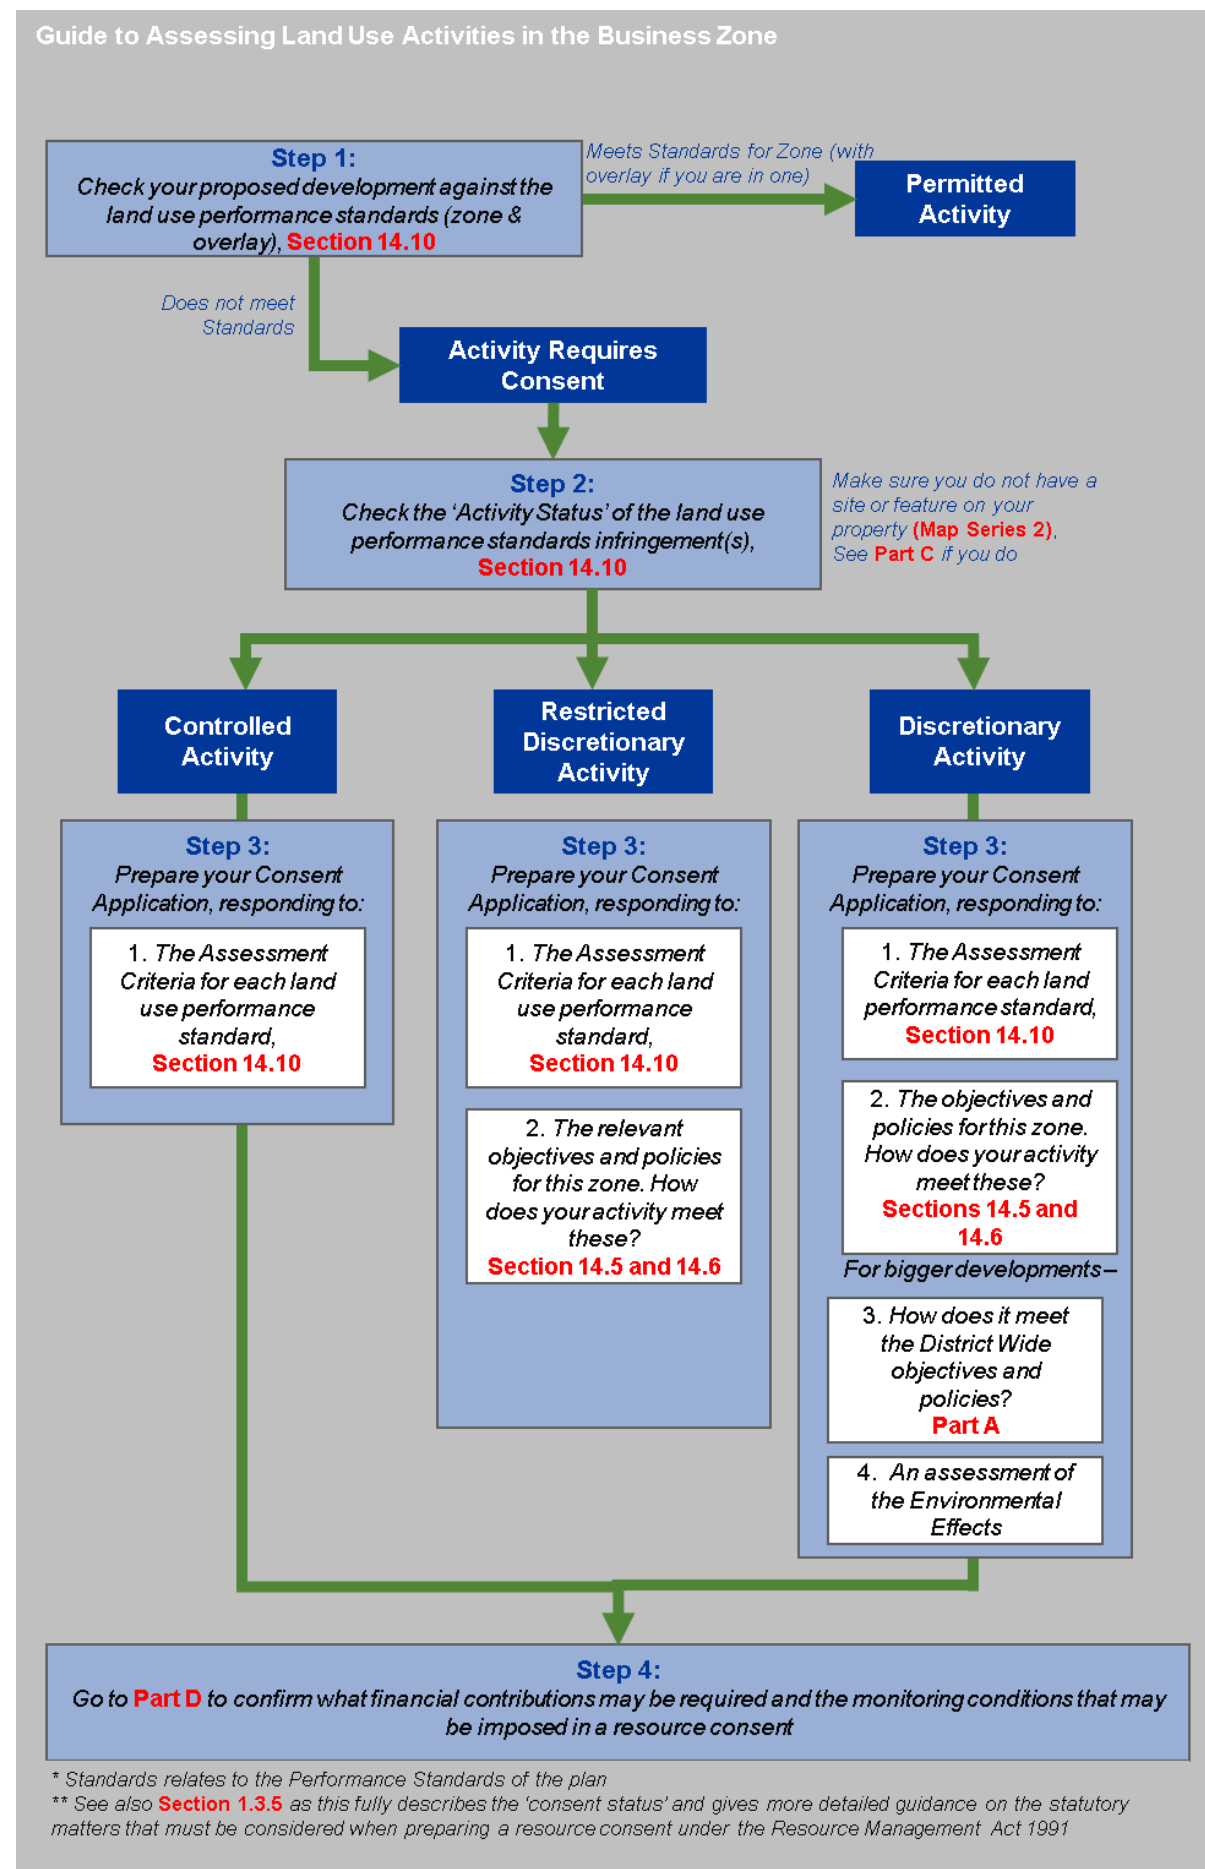 Guide to Assessing Land Use Activities in the Business Zone
Step 1:
Check your proposed development against the
land use performance standards (zone &
overlay), Section 14.10
Meets Standards for Zone (with
overlay if you are in one)
Permitted
Activity
Does not meet
Standards
Activity Requires
Consent
Step 2:
Check the ‘Activity Status’ of the land use
performance standards infringement(s),
Section 14.10
Make sure you do not have a
site or feature on your
property (Map Series 2),
See Part C if you do
Controlled
Activity
Restricted
Discretionary
Activity
Discretionary
Activity
Step 3:
Prepare your Consent
Application, responding to:
1. The Assessment
Criteria for each land
use performance
standard,
Section 14.10
Step 3:
Prepare your Consent
Application, responding to:
1. The Assessment
Criteria for each land
use performance
standard,
Section 14.10
2. The relevant
objectives and policies
for this zone. How
does your activity meet
these?
Section 14.5 and 14.6
Step 3:
Prepare your Consent
Application, responding to:
1. The Assessment
Criteria for each land
performance standard,
Section 14.10
2. The objectives and
policies for this zone.
How does your activity
meet these?
Sections 14.5 and
14.6
For bigger developments–
3. How does it meet
the District Wide
objectives and
policies?
Part A
4. An assessment of
the Environmental
Effects
Step 4:
Go to Part D to confirm what financial contributions may be required and the monitoring conditions that may
be imposed in a resource consent
* Standards relates to the Performance Standards of the plan
** See also Section 1.3.5 as this fully describes the ‘consent status’ and gives more detailed guidance on the statutory
matters that must be considered when preparing a resource consent under the Resource Management Act 1991